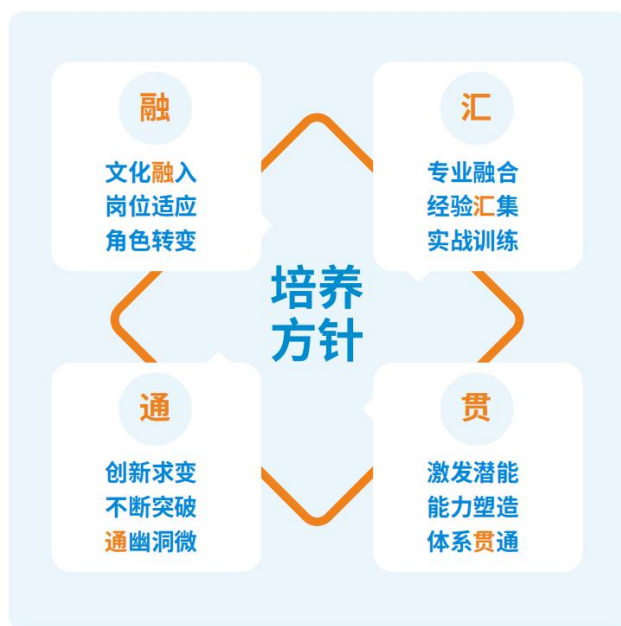 融
文化融入
岗位适应
角色转变
汇
专业融合
经验汇集
实战训练
培养
方针
通
创新求变
不断突破
通幽洞微
贯
激发潜能
能力塑造
体系贯通